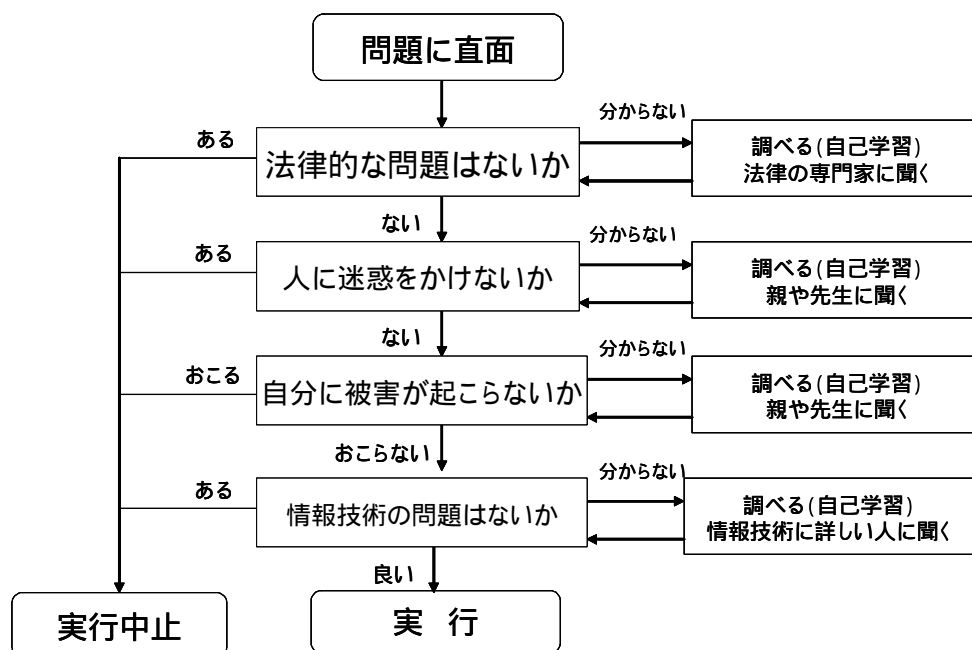 問題に直面
分からない
ある
法律的な問題はないか
調べる(自己学習)
法律の専門家に聞く
ない
分からない
ある
人に迷惑をかけないか
調べる(自己学習)
親や先生に聞く
ない
分からない
おこる
自分に被害が起こらないか
調べる(自己学習)
親や先生に聞く
おこらない
分からない
ある
情報技術の問題はないか
調べる(自己学習)
情報技術に詳しい人に聞く
良い
実行中止
実 行